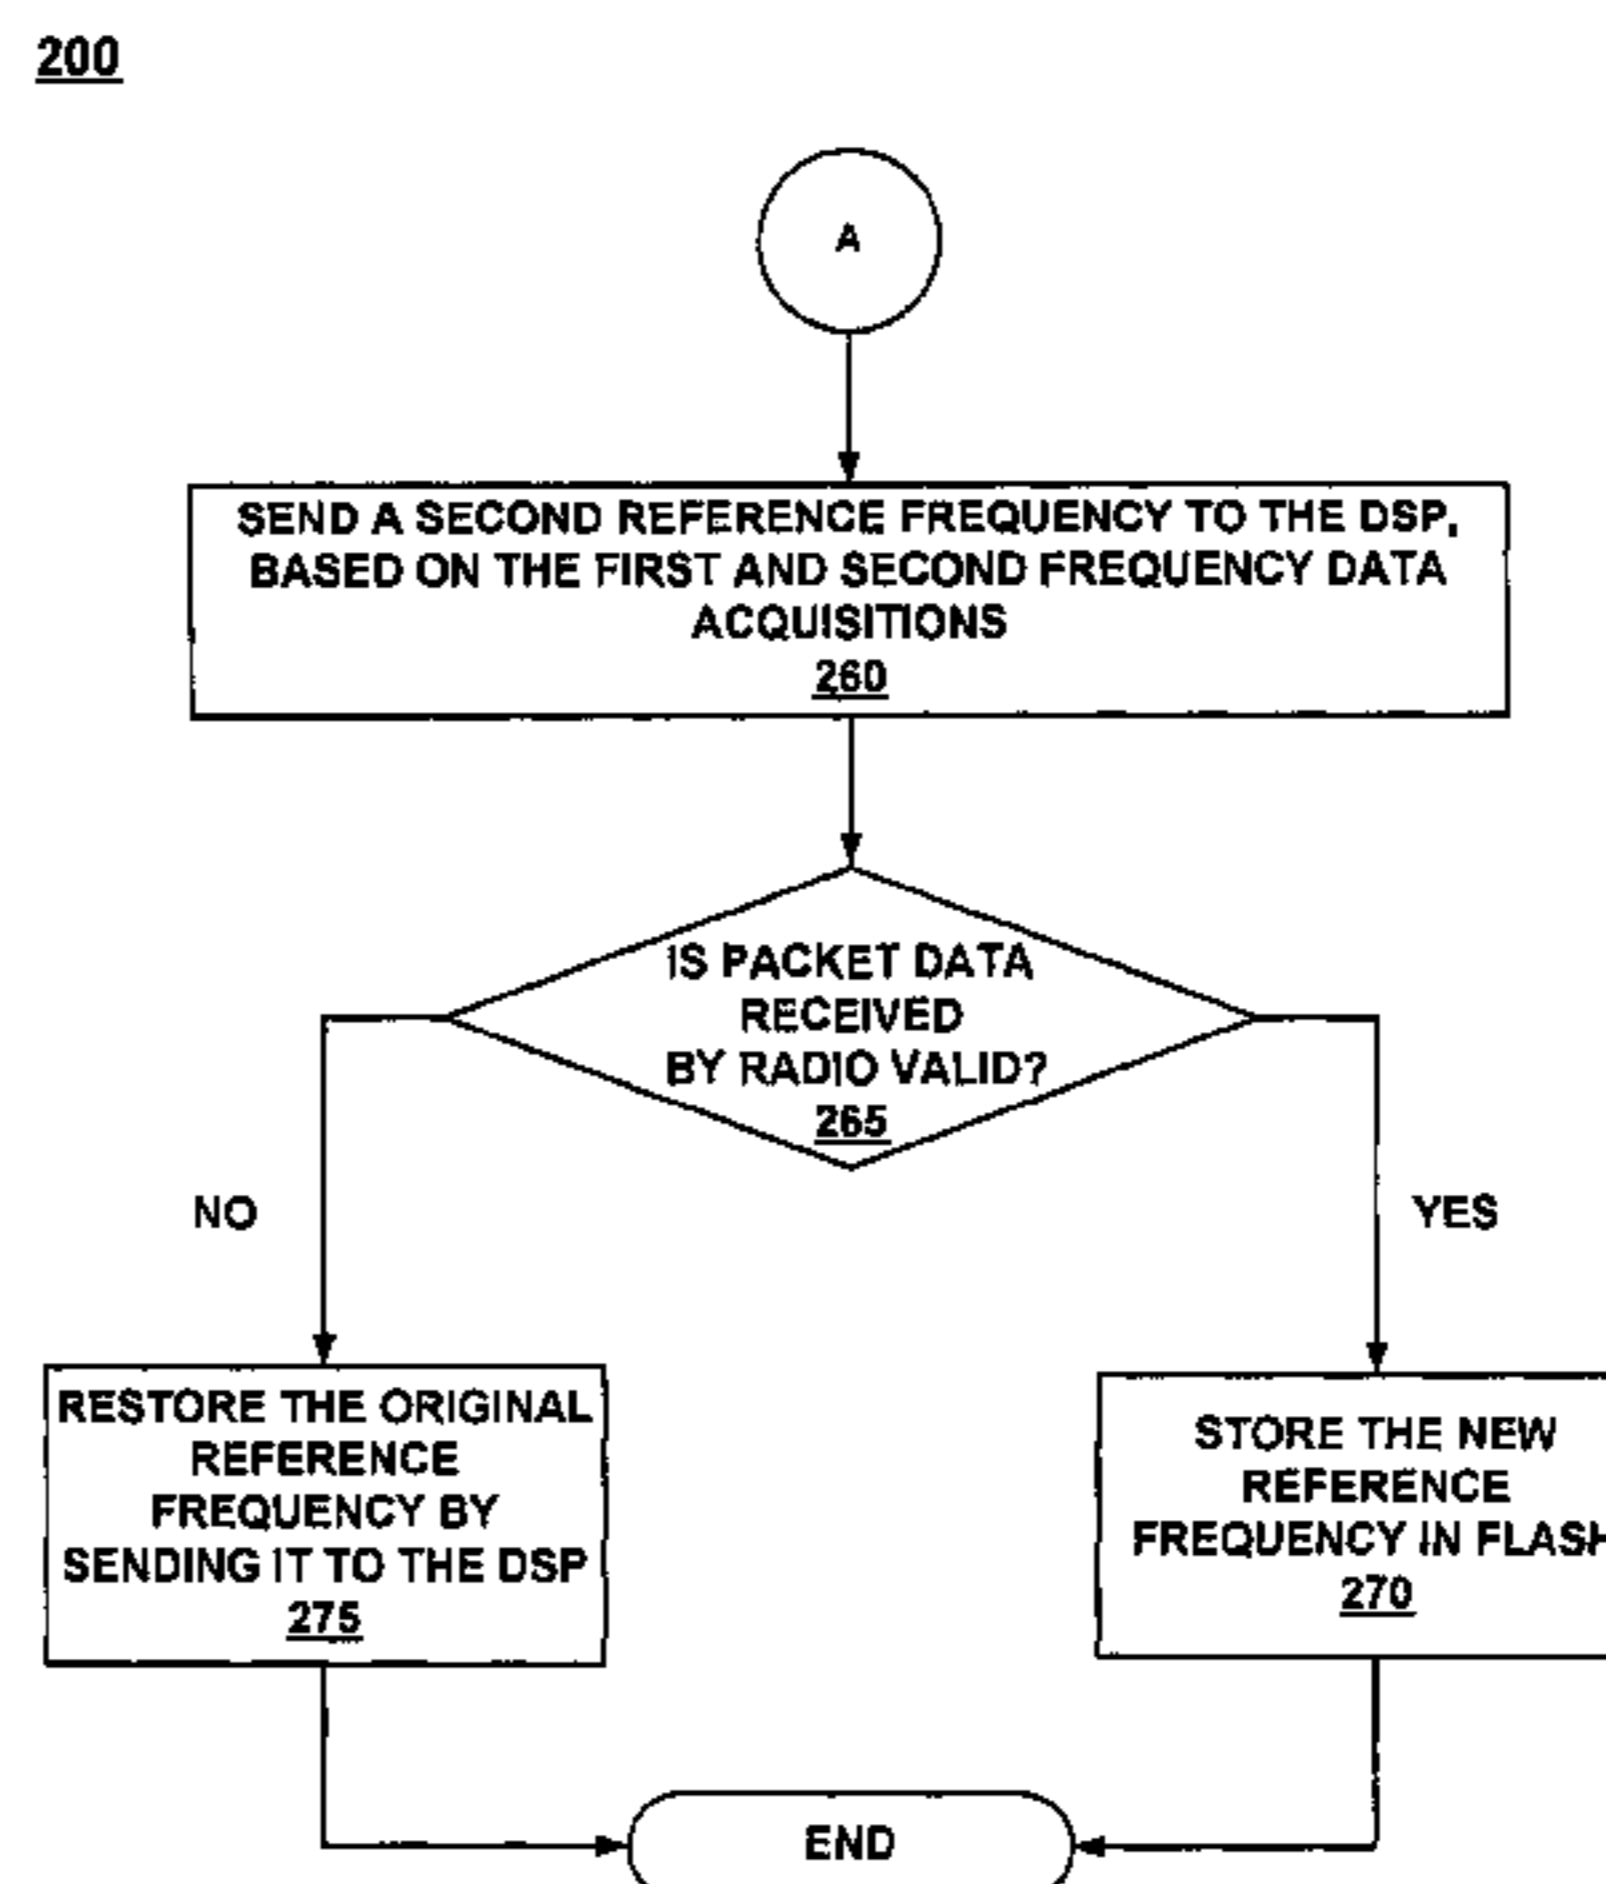 200
A
SEND A SECOND REFERENCE FREQUENCY TO THE DSP,
BASED ON THE FIRST AND SECOND FREQUENCY DATA
ACQUISITIONS
260
IS PACKET DATA
RECEIVED
BY RADIO VALID?
265
NO
YES
RESTORE THE ORIGINAL
REFERENCE
FREQUENCY BY
SENDING IT TO THE DSP
275
STORE THE NEW
REFERENCE
FREQUENCY IN FLASH
270
END